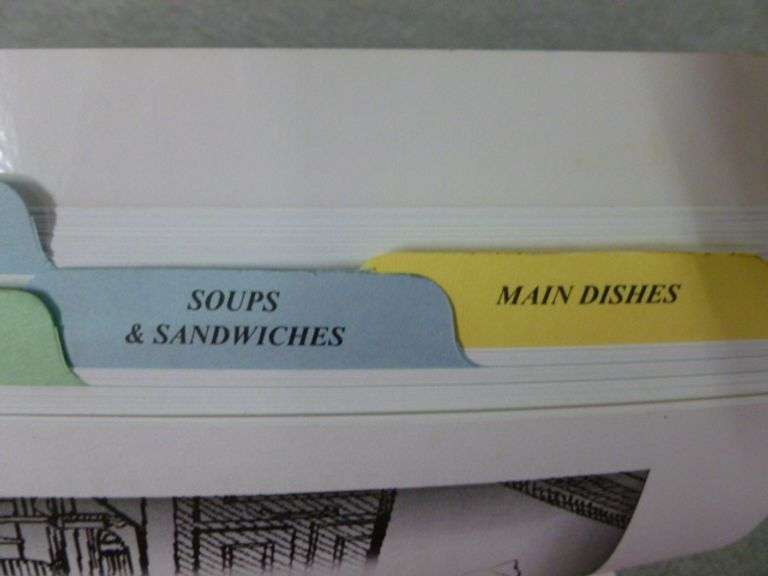 SOUPS
& SANDWICHES
MAIN DISHES